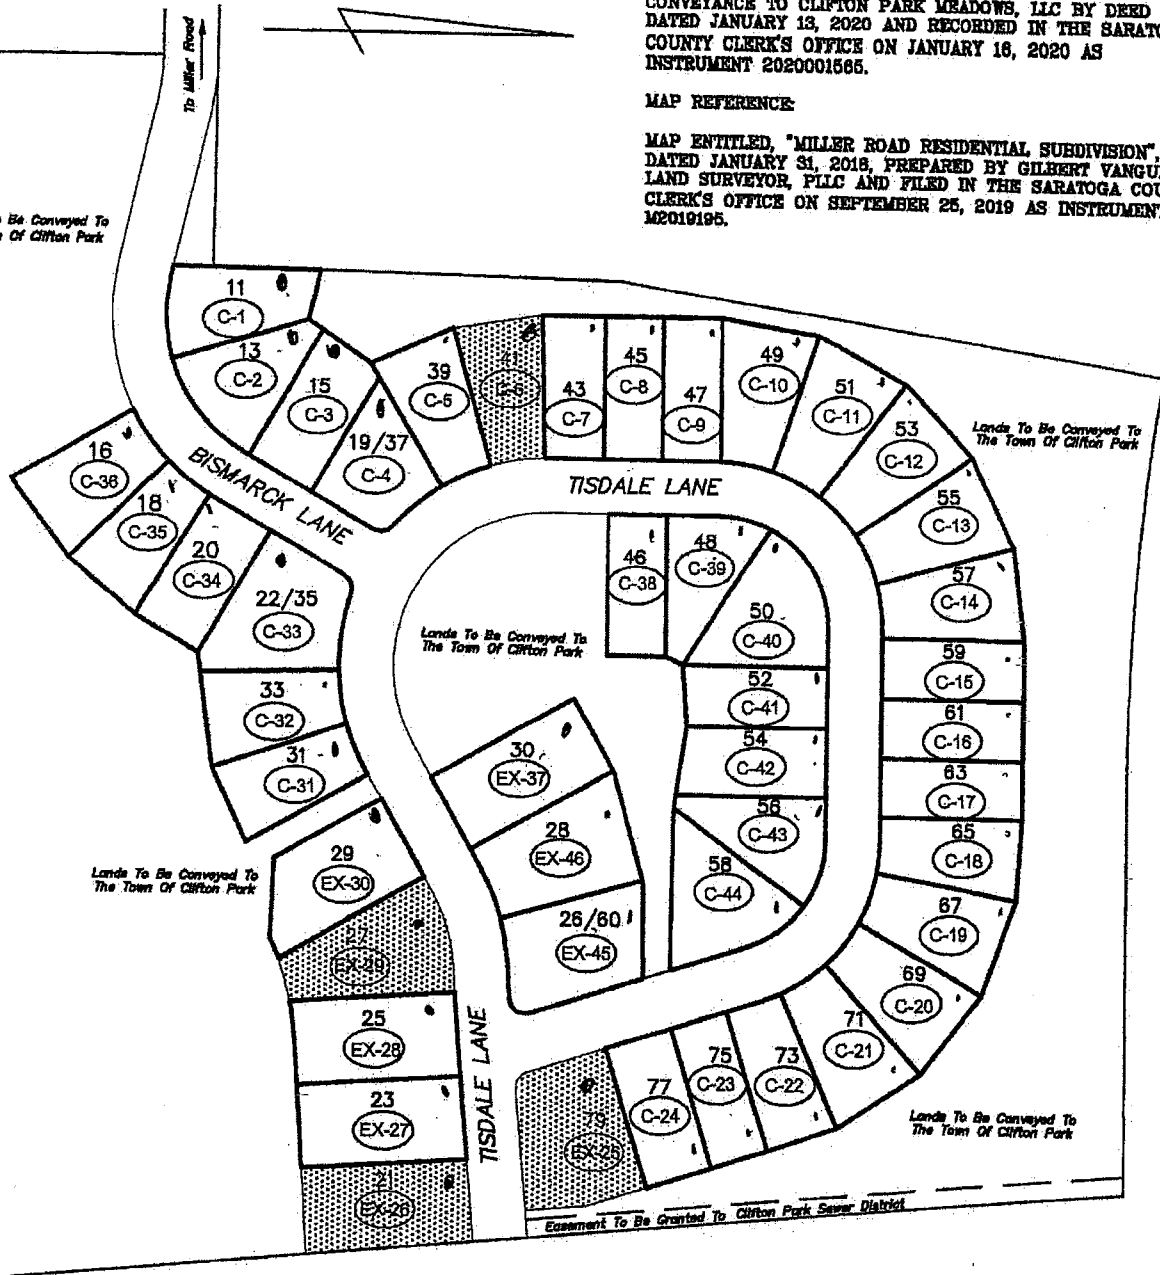 CONVEYANCE TO CLIFTON PARK MEADOWS, LLC BY DEED
DATED JANUARY 13, 2020 AND RECORDED IN THE SARATO
COUNTY CLERK'S OFFICE ON JANUARY 16, 2020 AS
INSTRUMENT 2020001565.
MAP REFERENCE:
MAP ENTITLED, "MILLER ROAD RESIDENTIAL SUBDIVISION",
DATED JANUARY 31, 2018, PREPARED BY GILBERT VANGUI
LAND SURVEYOR, PLLC AND FILED IN THE SARATOGA COU
CLERK'S OFFICE ON SEPTEMBER 25, 2019 AS INSTRUMENT
M2019195.
To Miller Road
o Be Conveyed To
e Of Clifton Park
11
C-1
13
C-2
15
C-3
19/37
C-4
39
C-5
41
C-6
43
C-7
45
C-8
47
C-9
49
C-10
51
C-11
53
C-12
Lands To Be Conveyed To
The Town Of Clifton Park
55
C-13
57
C-14
59
C-15
61
C-16
63
C-17
65
C-18
67
C-19
69
C-20
71
C-21
73
C-22
75
C-23
77
C-24
79
EX-25
16
C-36
18
C-35
20
C-34
22/35
C-33
33
C-32
31
C-31
BISMARCK LANE
TISDALE LANE
46
C-38
48
C-39
50
C-40
52
C-41
54
C-42
56
C-43
58
C-44
Lands To Be Conveyed To
The Town Of Clifton Park
30
EX-37
28
EX-46
26/60
EX-45
Lands To Be Conveyed To
The Town Of Clifton Park
29
EX-30
27
EX-29
25
EX-28
23
EX-27
21
EX-26
TISDALE LANE
Lands To Be Conveyed To
The Town Of Clifton Park
Easement To Be Granted To Clifton Park Sewer District